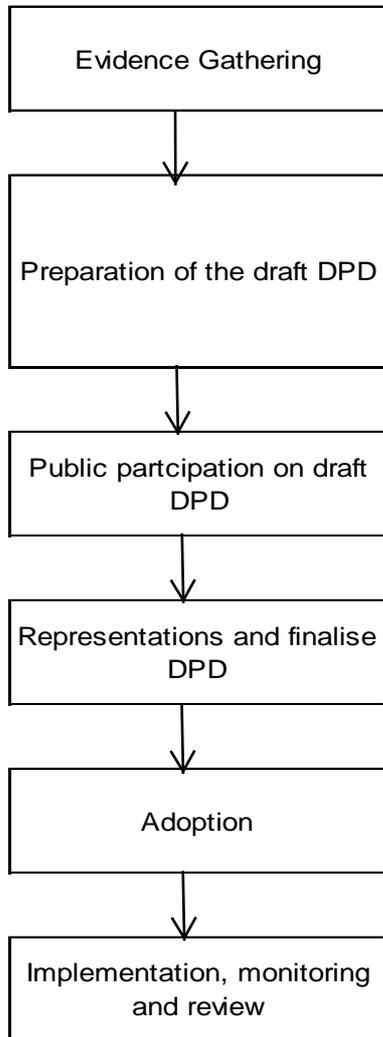 Evidence Gathering
Preparation of the draft DPD
Public partcipation on draft
DPD
Representations and finalise
DPD
Adoption
Implementation, monitoring
and review